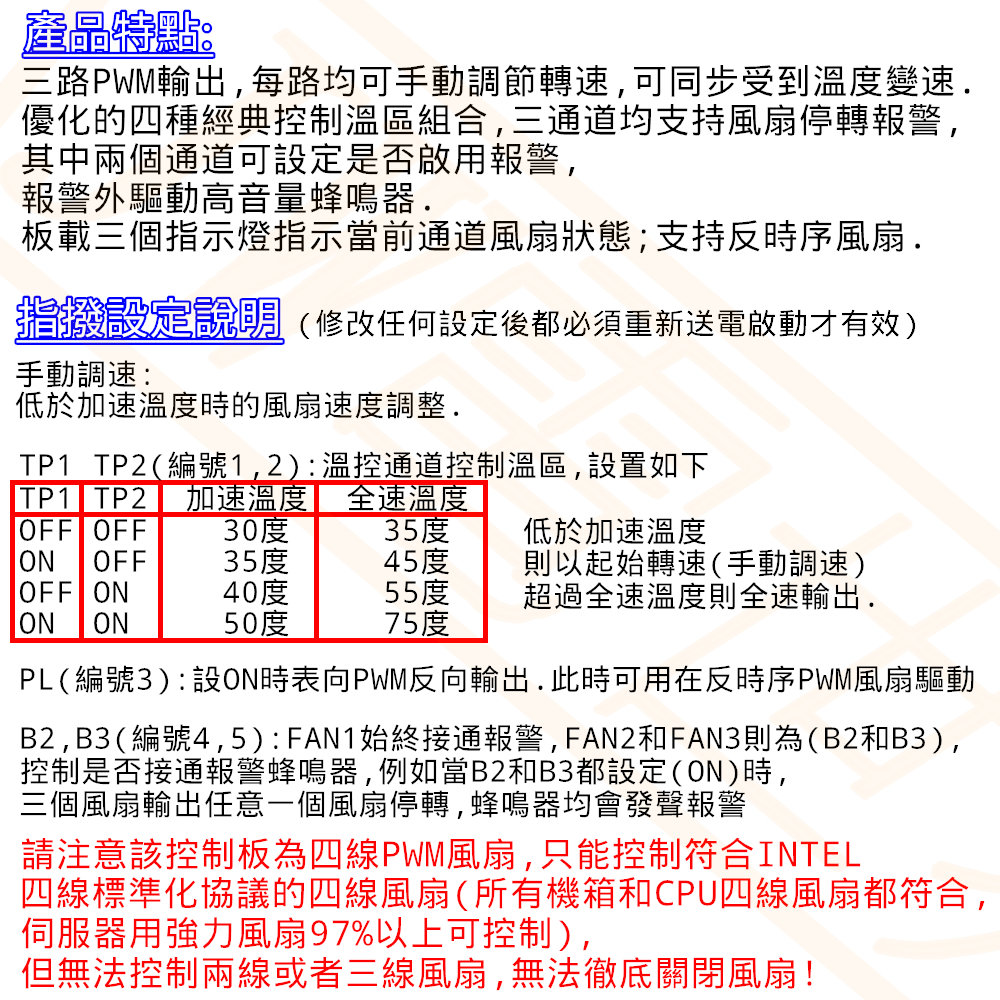 產品特點:
三路PWM輸出,每路均可手動調節轉速,可同步受到溫度變速.
優化的四種經典控制溫區組合,三通道均支持風扇停轉報警,
其中兩個通道可設定是否啟用報警,
報警外驅動高音量蜂鳴器.
板載三個指示燈指示當前通道風扇狀態;支持反時序風扇.
指撥設定說明 (修改任何設定後都必須重新送電啟動才有效)
手動調速:
低於加速溫度時的風扇速度調整.
TP1 TP2(編號1,2):溫控通道控制溫區,設置如下
TP1 TP2 加速溫度 全速溫度
OFF OFF 30度 35度 低於加速溫度
ON OFF 35度 45度 則以起始轉速(手動調速)
OFF ON 40度 55度 超過全速溫度則全速輸出.
ON ON 50度 75度
PL(編號3):設ON時表向PWM反向輸出.此時可用在反時序PWM風扇驅動
B2,B3(編號4,5):FAN1始終接通報警,FAN2和FAN3則為(B2和B3),
控制是否接通報警蜂鳴器,例如當B2和B3都設定(ON)時,
三個風扇輸出任意一個風扇停轉,蜂鳴器均會發聲報警
請注意該控制板為四線PWM風扇,只能控制符合INTEL
四線標準化協議的四線風扇(所有機箱和CPU四線風扇都符合,
伺服器用強力風扇97%以上可控制),
但無法控制兩線或者三線風扇,無法徹底關閉風扇!